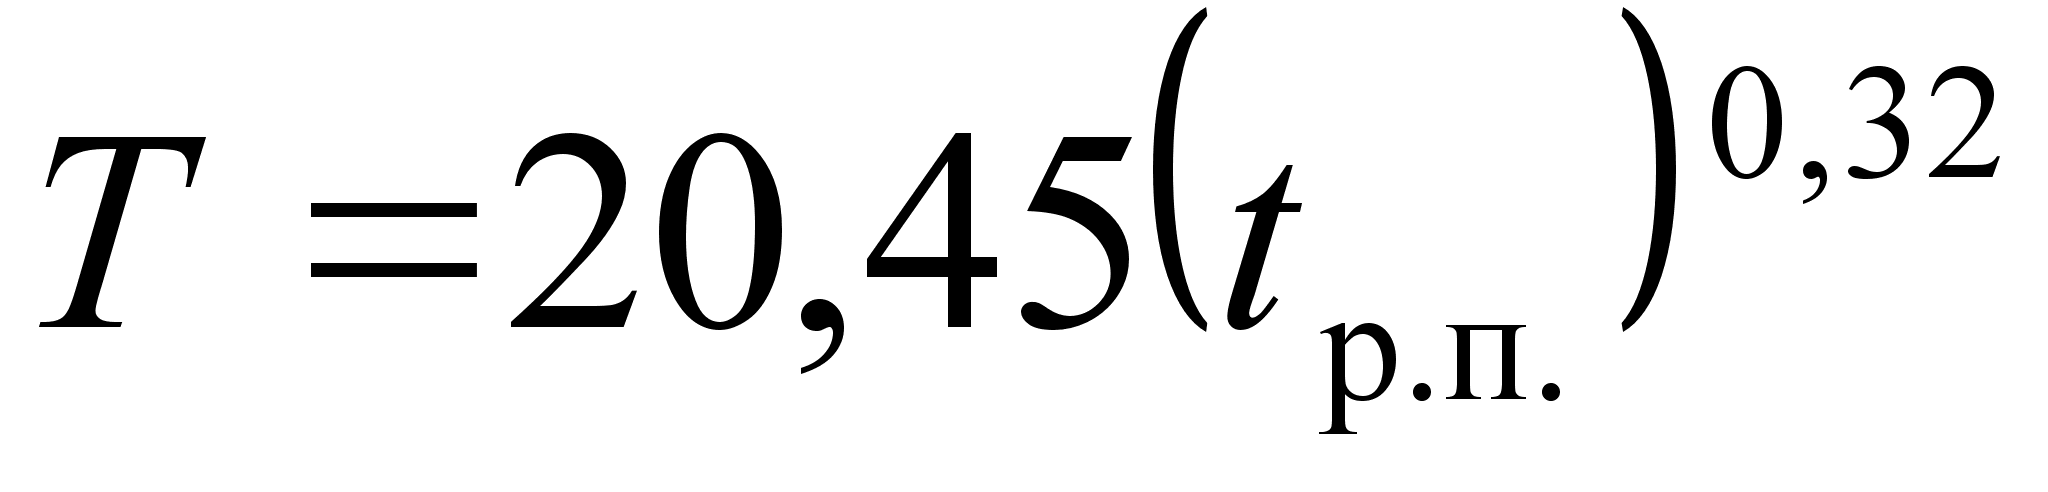 T = 20,45(t р.п. )0,32